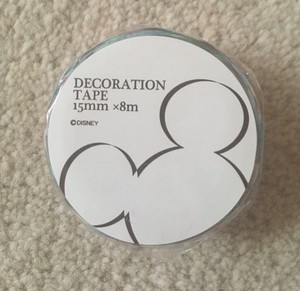 DECORATION
TAPE
15mm ×8m
©DISNEY